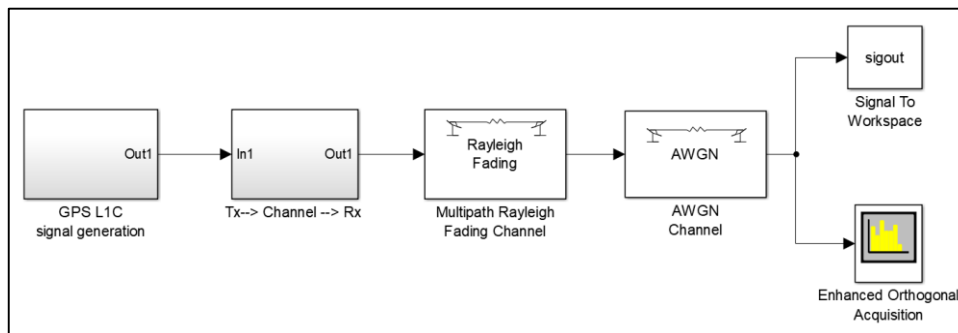 Out1
GPS L1C
signal generation
In1
Out1
Tx--> Channel --> Rx
Rayleigh
Fading
Multipath Rayleigh
Fading Channel
AWGN
AWGN
Channel
sigout
Signal To
Workspace
Enhanced Orthogonal
Acquisition